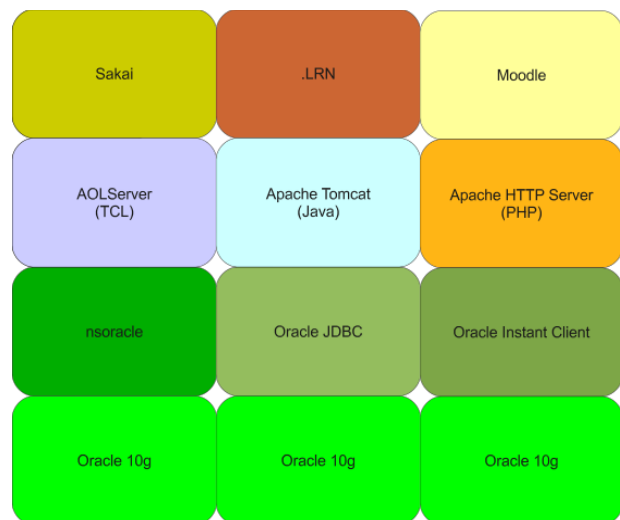 Sakai
.LRN
Moodle
AOLServer
(TCL)
Apache Tomcat
(Java)
Apache HTTP Server
(PHP)
nsoracle
Oracle JDBC
Oracle Instant Client
Oracle 10g
Oracle 10g
Oracle 10g